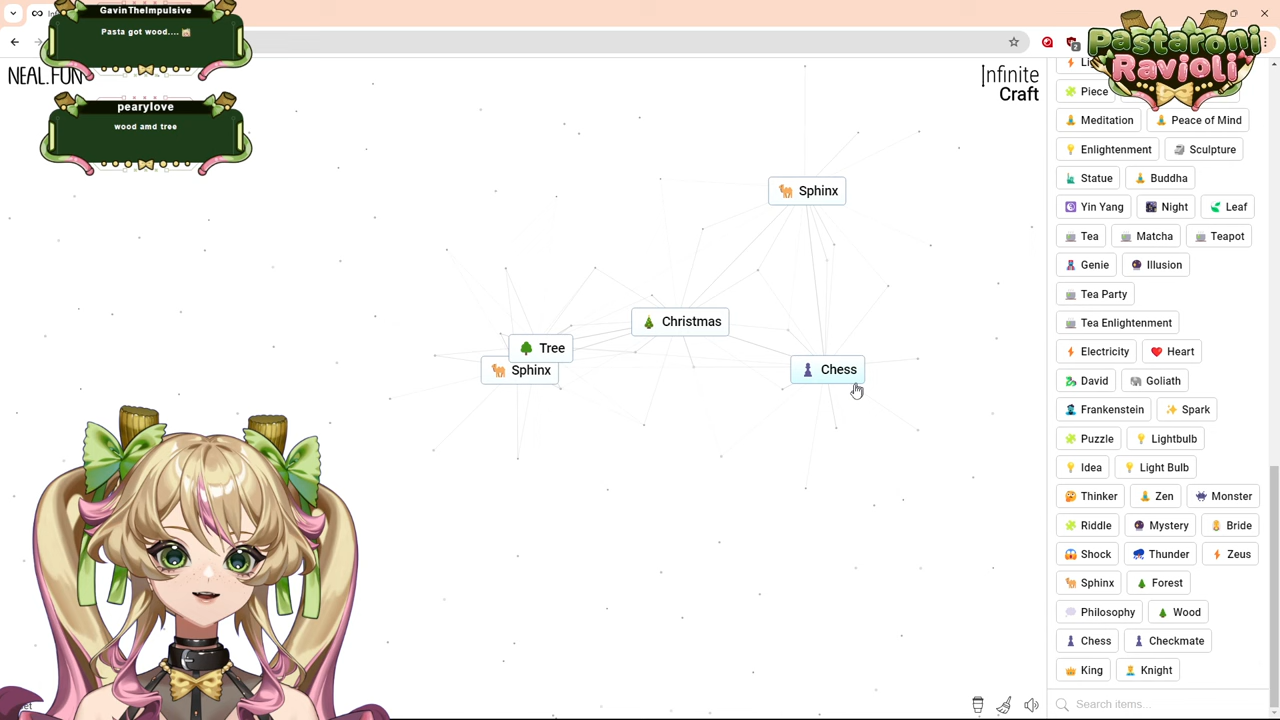 GavinTheImpulsive
Pasta got wood....
pearylove
wood amd tree
NEAL.FUN
Infinite
Craft
Pastaroni
Ravioli
Sphinx
Christmas
Tree
Sphinx
Chess
Piece
Meditation
Peace of Mind
Enlightenment
Sculpture
Statue
Buddha
Yin Yang
Night
Leaf
Tea
Matcha
Teapot
Genie
Illusion
Tea Party
Tea Enlightenment
Electricity
Heart
David
Goliath
Frankenstein
Spark
Puzzle
Lightbulb
Idea
Light Bulb
Thinker
Zen
Monster
Riddle
Mystery
Bride
Shock
Thunder
Zeus
Sphinx
Forest
Philosophy
Wood
Chess
Checkmate
King
Knight
Search items...